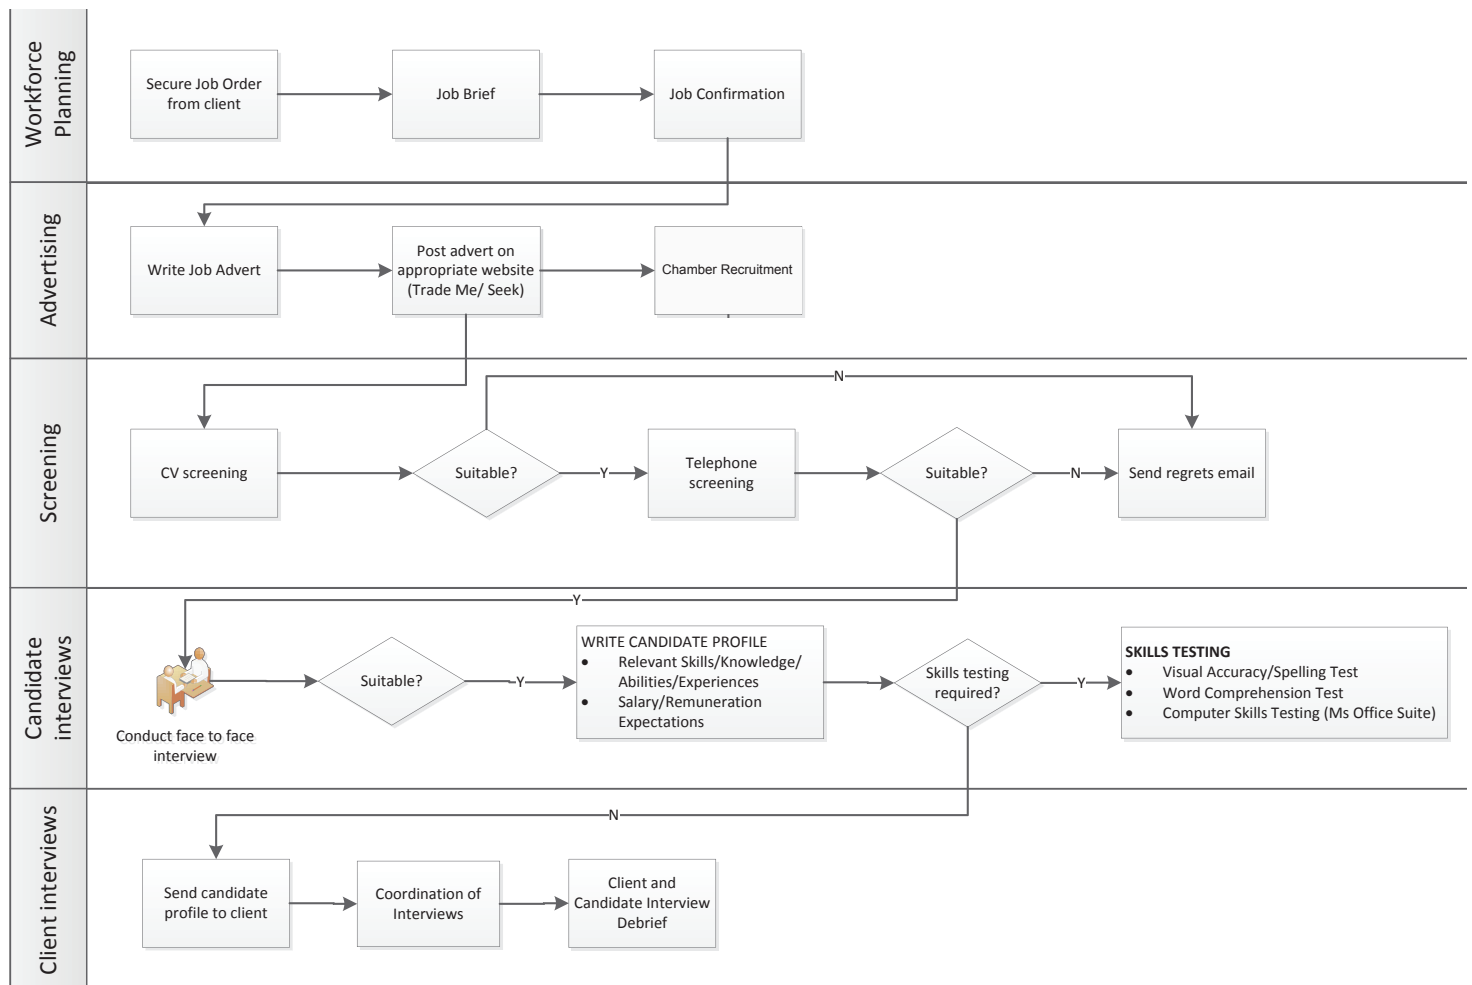 Workforce
Planning
Secure Job Order
from client
Job Brief
Job Confirmation
Advertising
Write Job Advert
Post advert on
appropriate website
(Trade Me/ Seek)
Chamber Recruitment
Screening
N
CV screening
Suitable?
Y
Telephone
screening
Suitable?
N
Send regrets email
Candidate
interviews
Y
Conduct face to face
interview
Suitable?
Y
WRITE CANDIDATE PROFILE
• Relevant Skills/Knowledge/
Abilities/Experiences
• Salary/Remuneration
Expectations
Skills testing
required?
Y
SKILLS TESTING
• Visual Accuracy/Spelling Test
• Word Comprehension Test
• Computer Skills Testing (Ms Office Suite)
Client interviews
N
Send candidate
profile to client
Coordination of
Interviews
Client and
Candidate Interview
Debrief